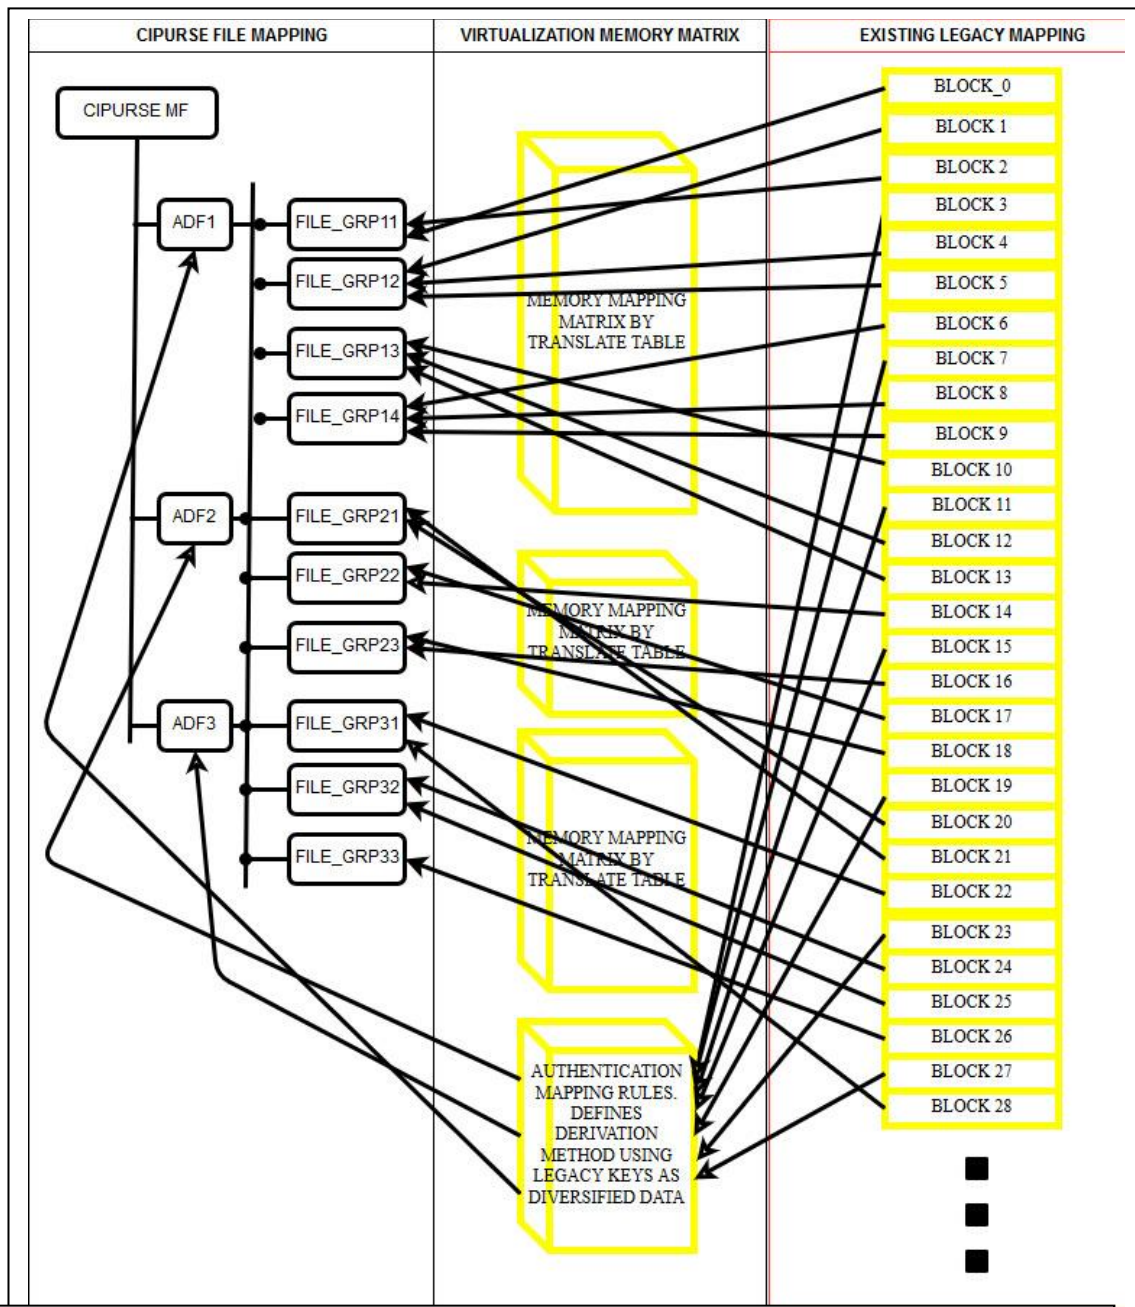 CIPURSE FILE MAPPING
VIRTUALIZATION MEMORY MATRIX
EXISTING LEGACY MAPPING
CIPURSE MF
ADF1
FILE_GRP11
FILE_GRP12
FILE_GRP13
FILE_GRP14
ADF2
FILE_GRP21
FILE_GRP22
FILE_GRP23
ADF3
FILE_GRP31
FILE_GRP32
FILE_GRP33
MEMORY MAPPING
MATRIX BY
TRANSLATE TABLE
MEMORY MAPPING
MATRIX BY
TRANSLATE TABLE
MEMORY MAPPING
MATRIX BY
TRANSLATE TABLE
AUTHENTICATION
MAPPING RULES.
DEFINES
DERIVATION
METHOD USING
LEGACY KEYS AS
DIVERSIFIED DATA
BLOCK_0
BLOCK 1
BLOCK 2
BLOCK 3
BLOCK 4
BLOCK 5
BLOCK 6
BLOCK 7
BLOCK 8
BLOCK 9
BLOCK 10
BLOCK 11
BLOCK 12
BLOCK 13
BLOCK 14
BLOCK 15
BLOCK 16
BLOCK 17
BLOCK 18
BLOCK 19
BLOCK 20
BLOCK 21
BLOCK 22
BLOCK 23
BLOCK 24
BLOCK 25
BLOCK 26
BLOCK 27
BLOCK 28